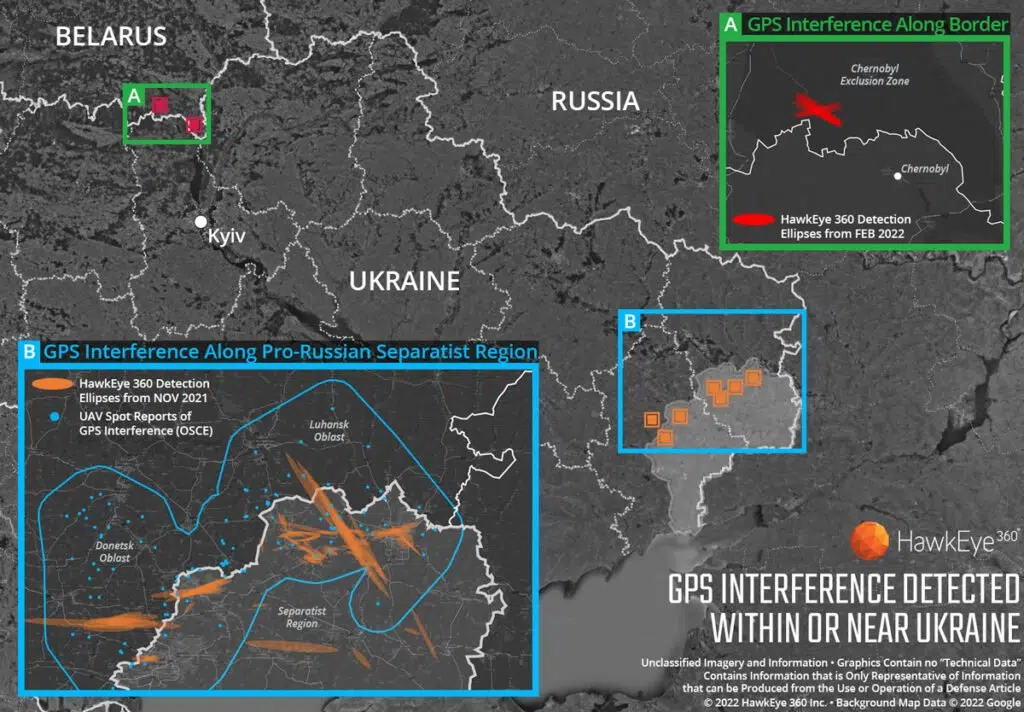 BELARUS
RUSSIA
A
Kyiv
UKRAINE
B
A GPS Interference Along Border
Chernobyl
Exclusion Zone
Chernobyl
HawkEye 360 Detection
Ellipses from FEB 2022
B GPS Interference Along Pro-Russian Separatist Region
HawkEye 360 Detection
Ellipses from NOV 2021
UAV Spot Reports of
GPS Interference (OSCE)
Luhansk
Oblast
Donetsk
Oblast
Separatist
Region
HawkEye 360°
GPS INTERFERENCE DETECTED
WITHIN OR NEAR UKRAINE
Unclassified Imagery and Information • Graphics Contain no "Technical Data"
Contains Information that is Only Representative of Information
that can be Produced from the Use or Operation of a Defense Article
© 2022 HawkEye 360 Inc. • Background Map Data © 2022 Google